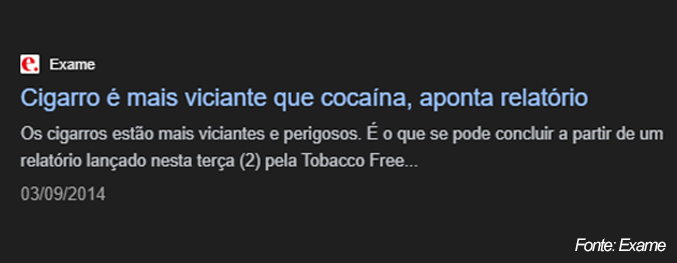 e.
Exame
Cigarro é mais viciante que cocaína, aponta relatório
Os cigarros estão mais viciantes e perigosos. É o que se pode concluir a partir de um
relatório lançado nesta terça (2) pela Tobacco Free...
03/09/2014
Fonte: Exame